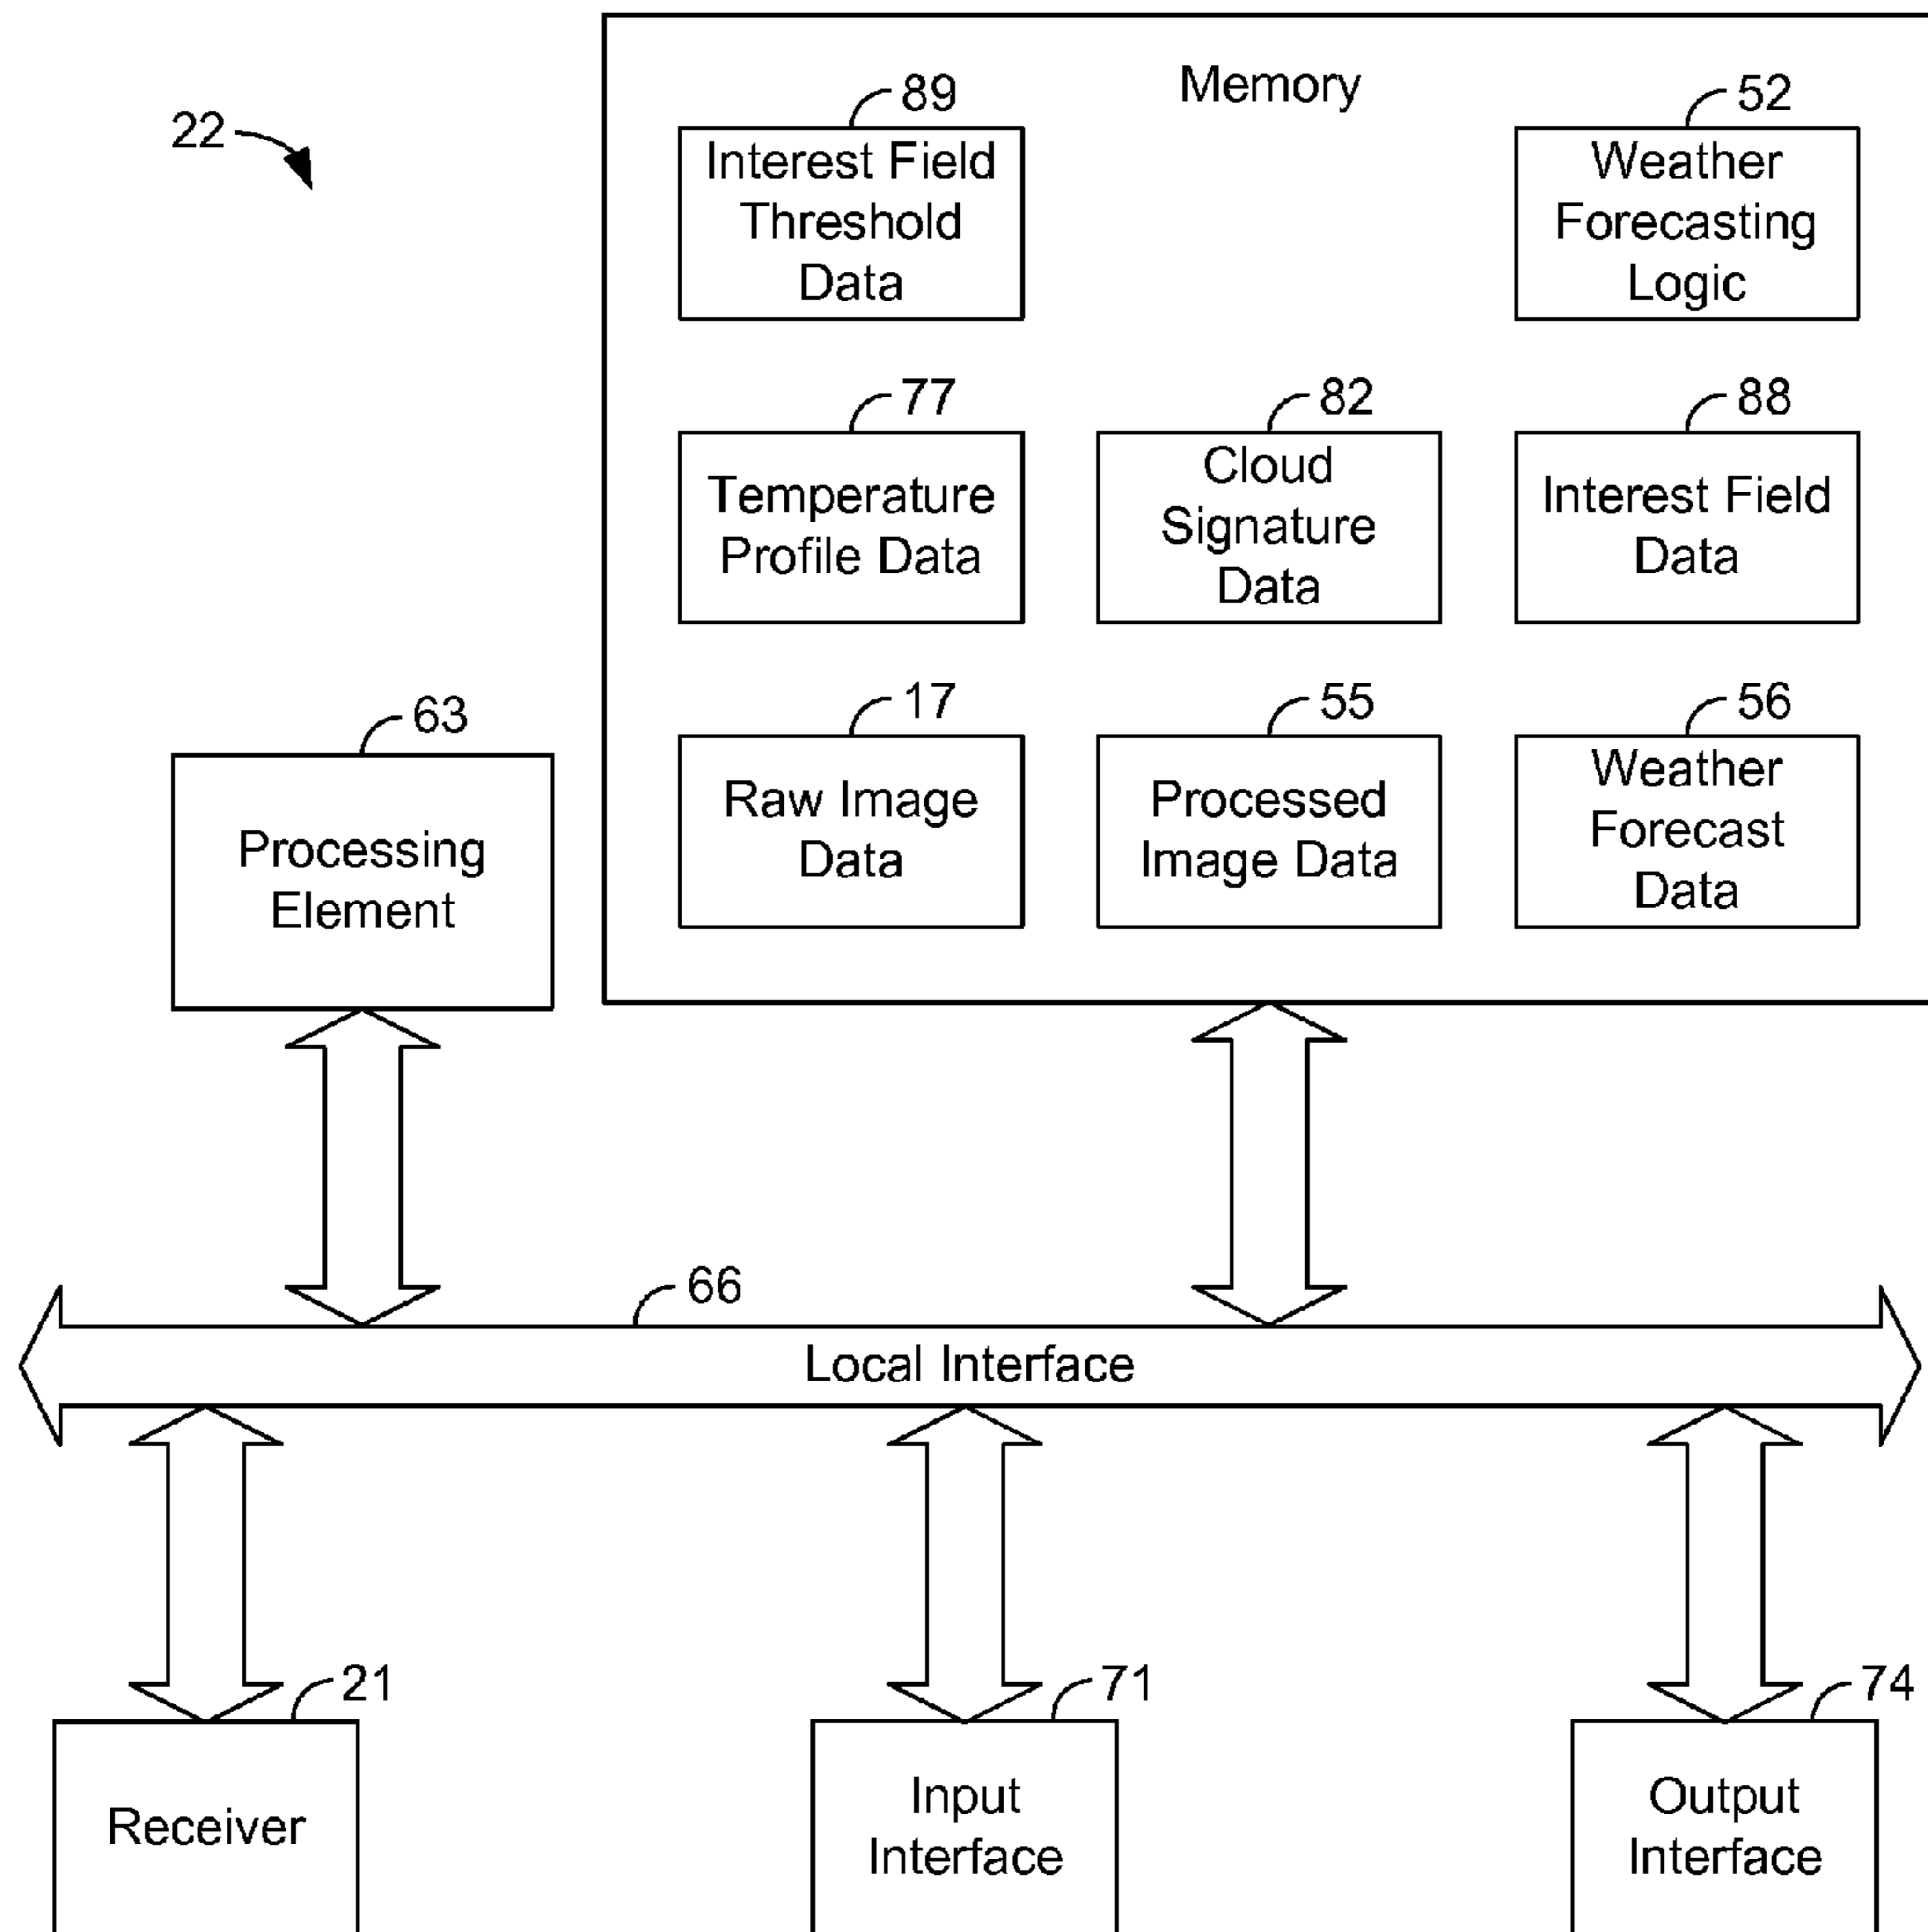 22
Memory
89
Interest Field
Threshold
Data
52
Weather
Forecasting
Logic
77
Temperature
Profile Data
82
Cloud
Signature
Data
88
Interest Field
Data
17
Raw Image
Data
55
Processed
Image Data
56
Weather
Forecast
Data
63
Processing
Element
66
Local Interface
21
Receiver
71
Input
Interface
74
Output
Interface